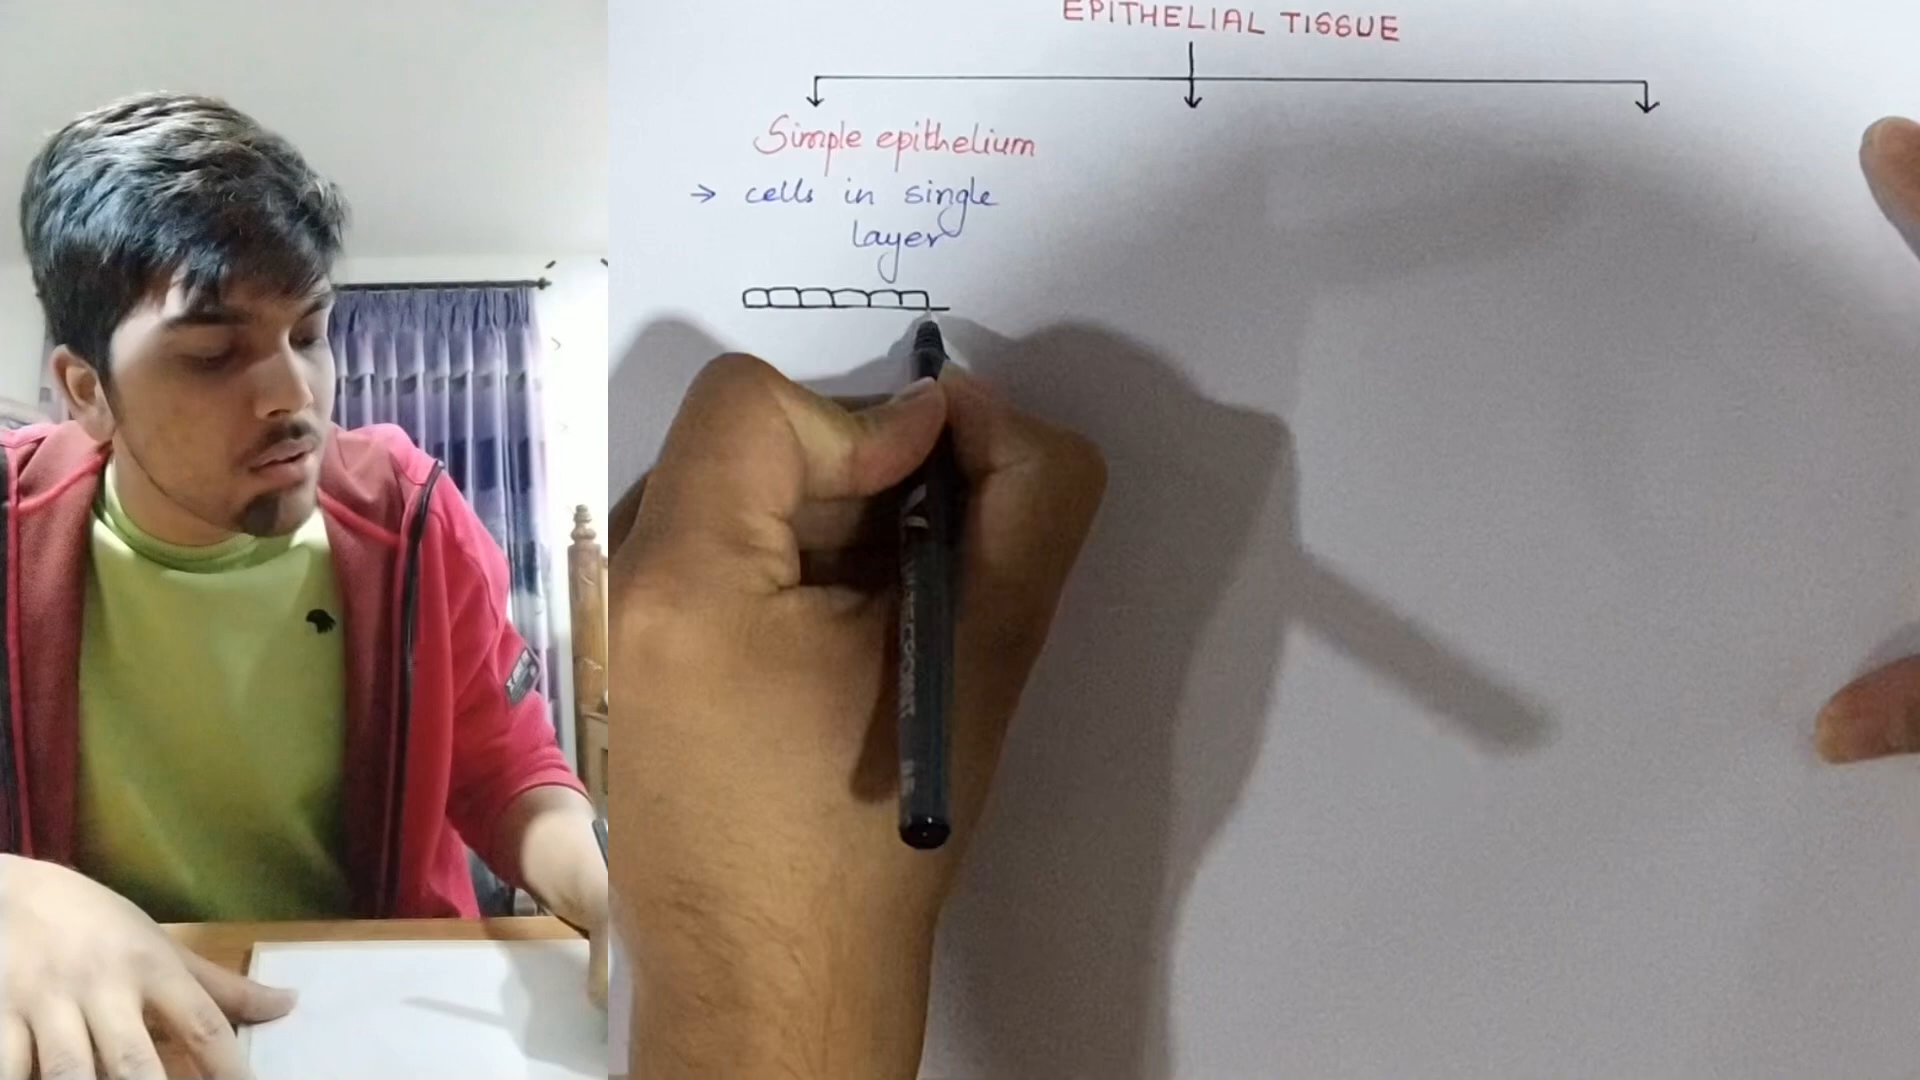 EPITHELIAL TISSUE
Simple epithelium
→ cells in single
layer